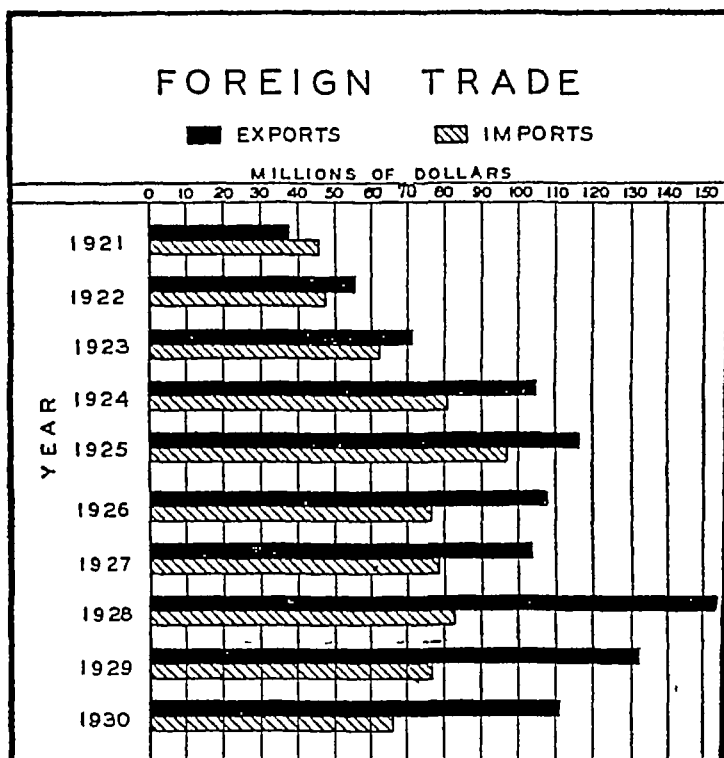 FOREIGN TRADE
EXPORTS IMPORTS
MILLIONS OF DOLLARS
0 10 20 30 40 50 60 70 80 90 100 110 120 130 140 150
YEAR
1921
1922
1923
1924
1925
1926
1927
1928
1929
1930